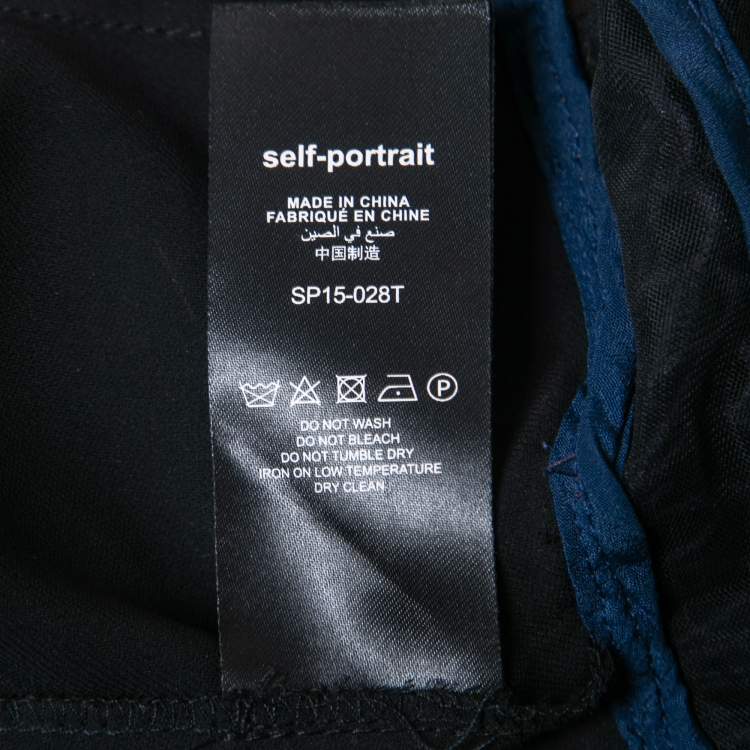 self-portrait
MADE IN CHINA
FABRIQUÉ EN CHINE
صنع في الصين
中国制造
SP15-028T
P
DO NOT WASH
DO NOT BLEACH
DO NOT TUMBLE DRY
IRON ON LOW TEMPERATURE
DRY CLEAN